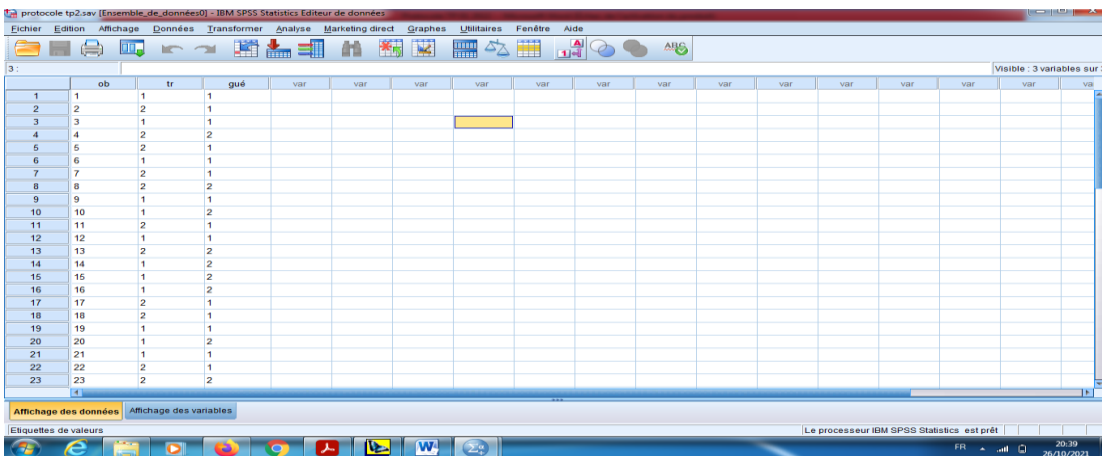 protocole tp2.sav [Ensemble_de_données0] - IBM SPSS Statistics Editeur de données
Fichier Edition Affichage Données Transformer Analyse Marketing direct Graphes Utilitaires Fenêtre Aide
3 : Visible : 3 variables sur
ob tr gué var var var var var var var var var var var var va
1 1 1 1
2 2 2 1
3 3 1 1
4 4 2 2
5 5 2 1
6 6 1 1
7 7 2 1
8 8 2 2
9 9 1 1
10 10 1 2
11 11 2 1
12 12 1 1
13 13 2 2
14 14 1 2
15 15 1 2
16 16 1 2
17 17 2 1
18 18 2 1
19 19 1 1
20 20 1 2
21 21 1 1
22 22 2 1
23 23 2 2
Affichage des données Affichage des variables
Etiquettes de valeurs Le processeur IBM SPSS Statistics est prêt
FR 20:39
26/10/2021